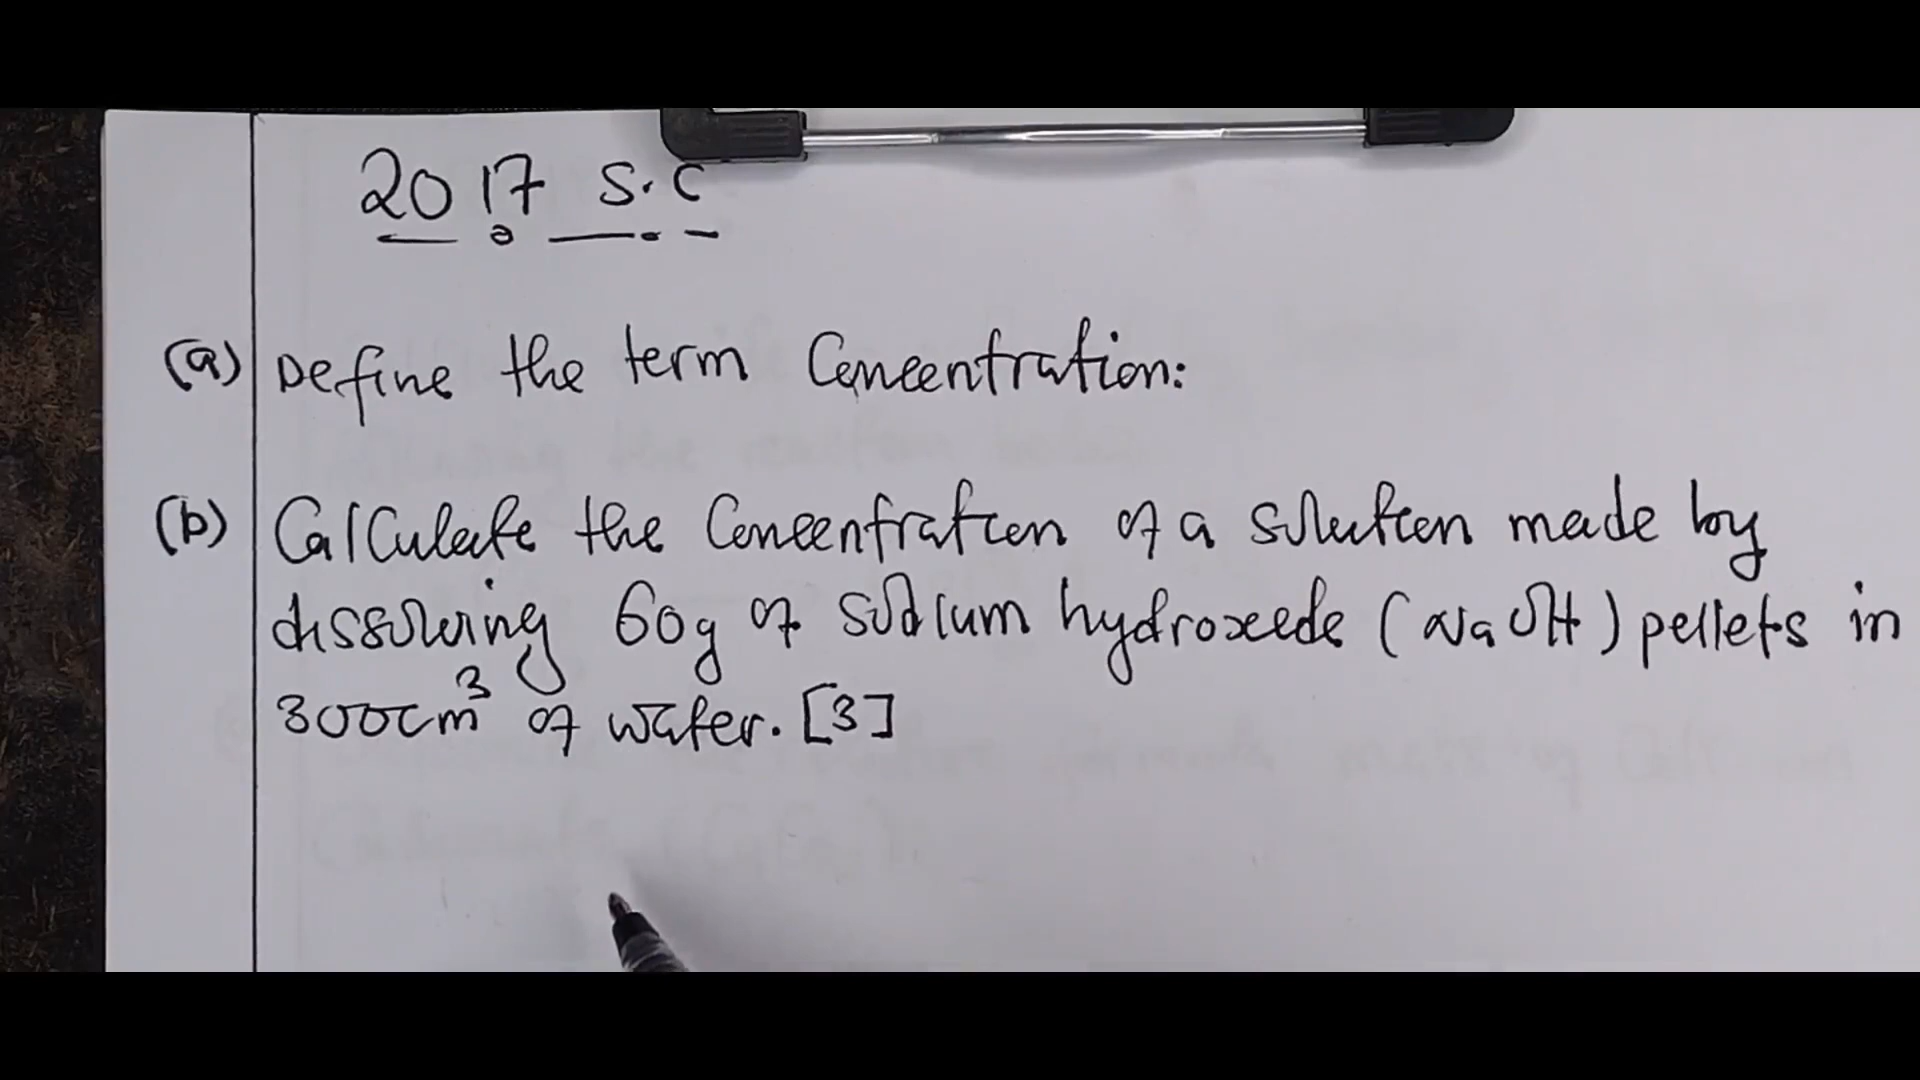 2017 S.C
(a) Define the term Concentration:
(b) Calculate the Concentration of a solution made by
dissolving 60g of sodium hydroxide (NaOH) pellets in
300cm³ of water. [3]